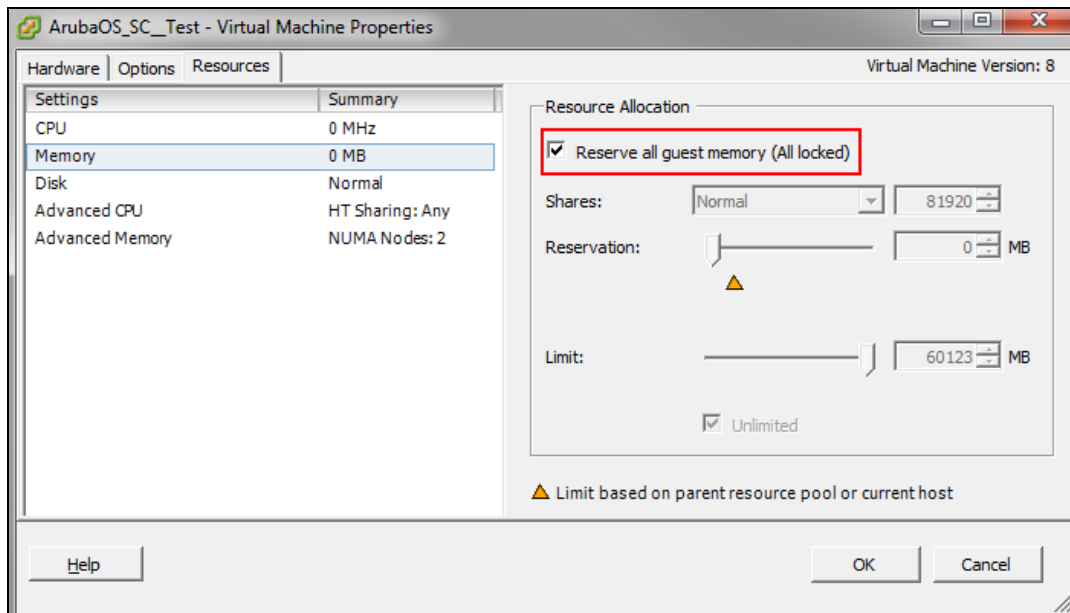 ArubaOS_SC__Test - Virtual Machine Properties
Hardware Options Resources Virtual Machine Version: 8
Settings Summary
CPU 0 MHz
Memory 0 MB
Disk Normal
Advanced CPU HT Sharing: Any
Advanced Memory NUMA Nodes: 2
Resource Allocation
Reserve all guest memory (All locked)
Shares: Normal 81920
Reservation: 0 MB
Limit: 60123 MB
Unlimited
Limit based on parent resource pool or current host
Help OK Cancel